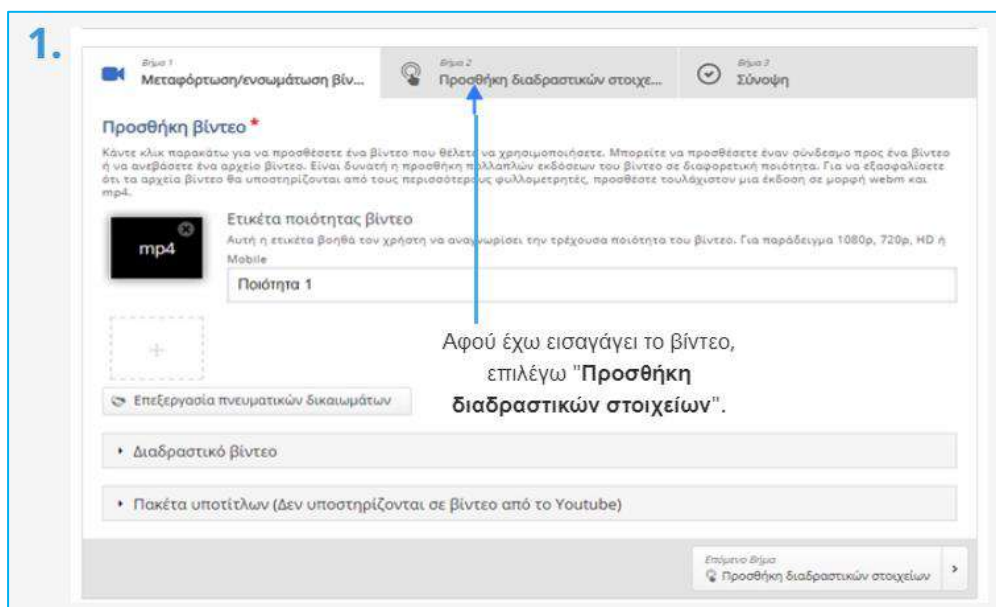 1.
Βήμα 1
Μεταφόρτωση/ενσωμάτωση βίν...
Βήμα 2
Προσθήκη διαδραστικών στοιχε...
Βήμα 3
Σύνοψη
Προσθήκη βίντεο *
Κάντε κλικ παρακάτω για να προσθέσετε ένα βίντεο που θέλετε να χρησιμοποιήσετε. Μπορείτε να προσθέσετε έναν σύνδεσμο προς ένα βίντεο
ή να ανεβάσετε ένα αρχείο βίντεο. Είναι δυνατή η προσθήκη πολλαπλών εκδόσεων του βίντεο σε διαφορετική ποιότητα. Για να εξασφαλίσετε
ότι τα αρχεία βίντεο θα υποστηρίζονται από τους περισσότερους φυλλομετρητές, προσθέστε τουλάχιστον μια έκδοση σε μορφή webm και
mp4.
mp4
Ετικέτα ποιότητας βίντεο
Αυτή η ετικέτα βοηθά τον χρήστη να αναγνωρίσει την τρέχουσα ποιότητα του βίντεο. Για παράδειγμα 1080p, 720p, HD ή
Mobile
Ποιότητα 1
Αφού έχω εισαγάγει το βίντεο,
επιλέγω "Προσθήκη
διαδραστικών στοιχείων".
Επεξεργασία πνευματικών δικαιωμάτων
Διαδραστικό βίντεο
Πακέτα υποτίτλων (Δεν υποστηρίζονται σε βίντεο από το Youtube)
Επόμενο Βήμα
Προσθήκη διαδραστικών στοιχείων